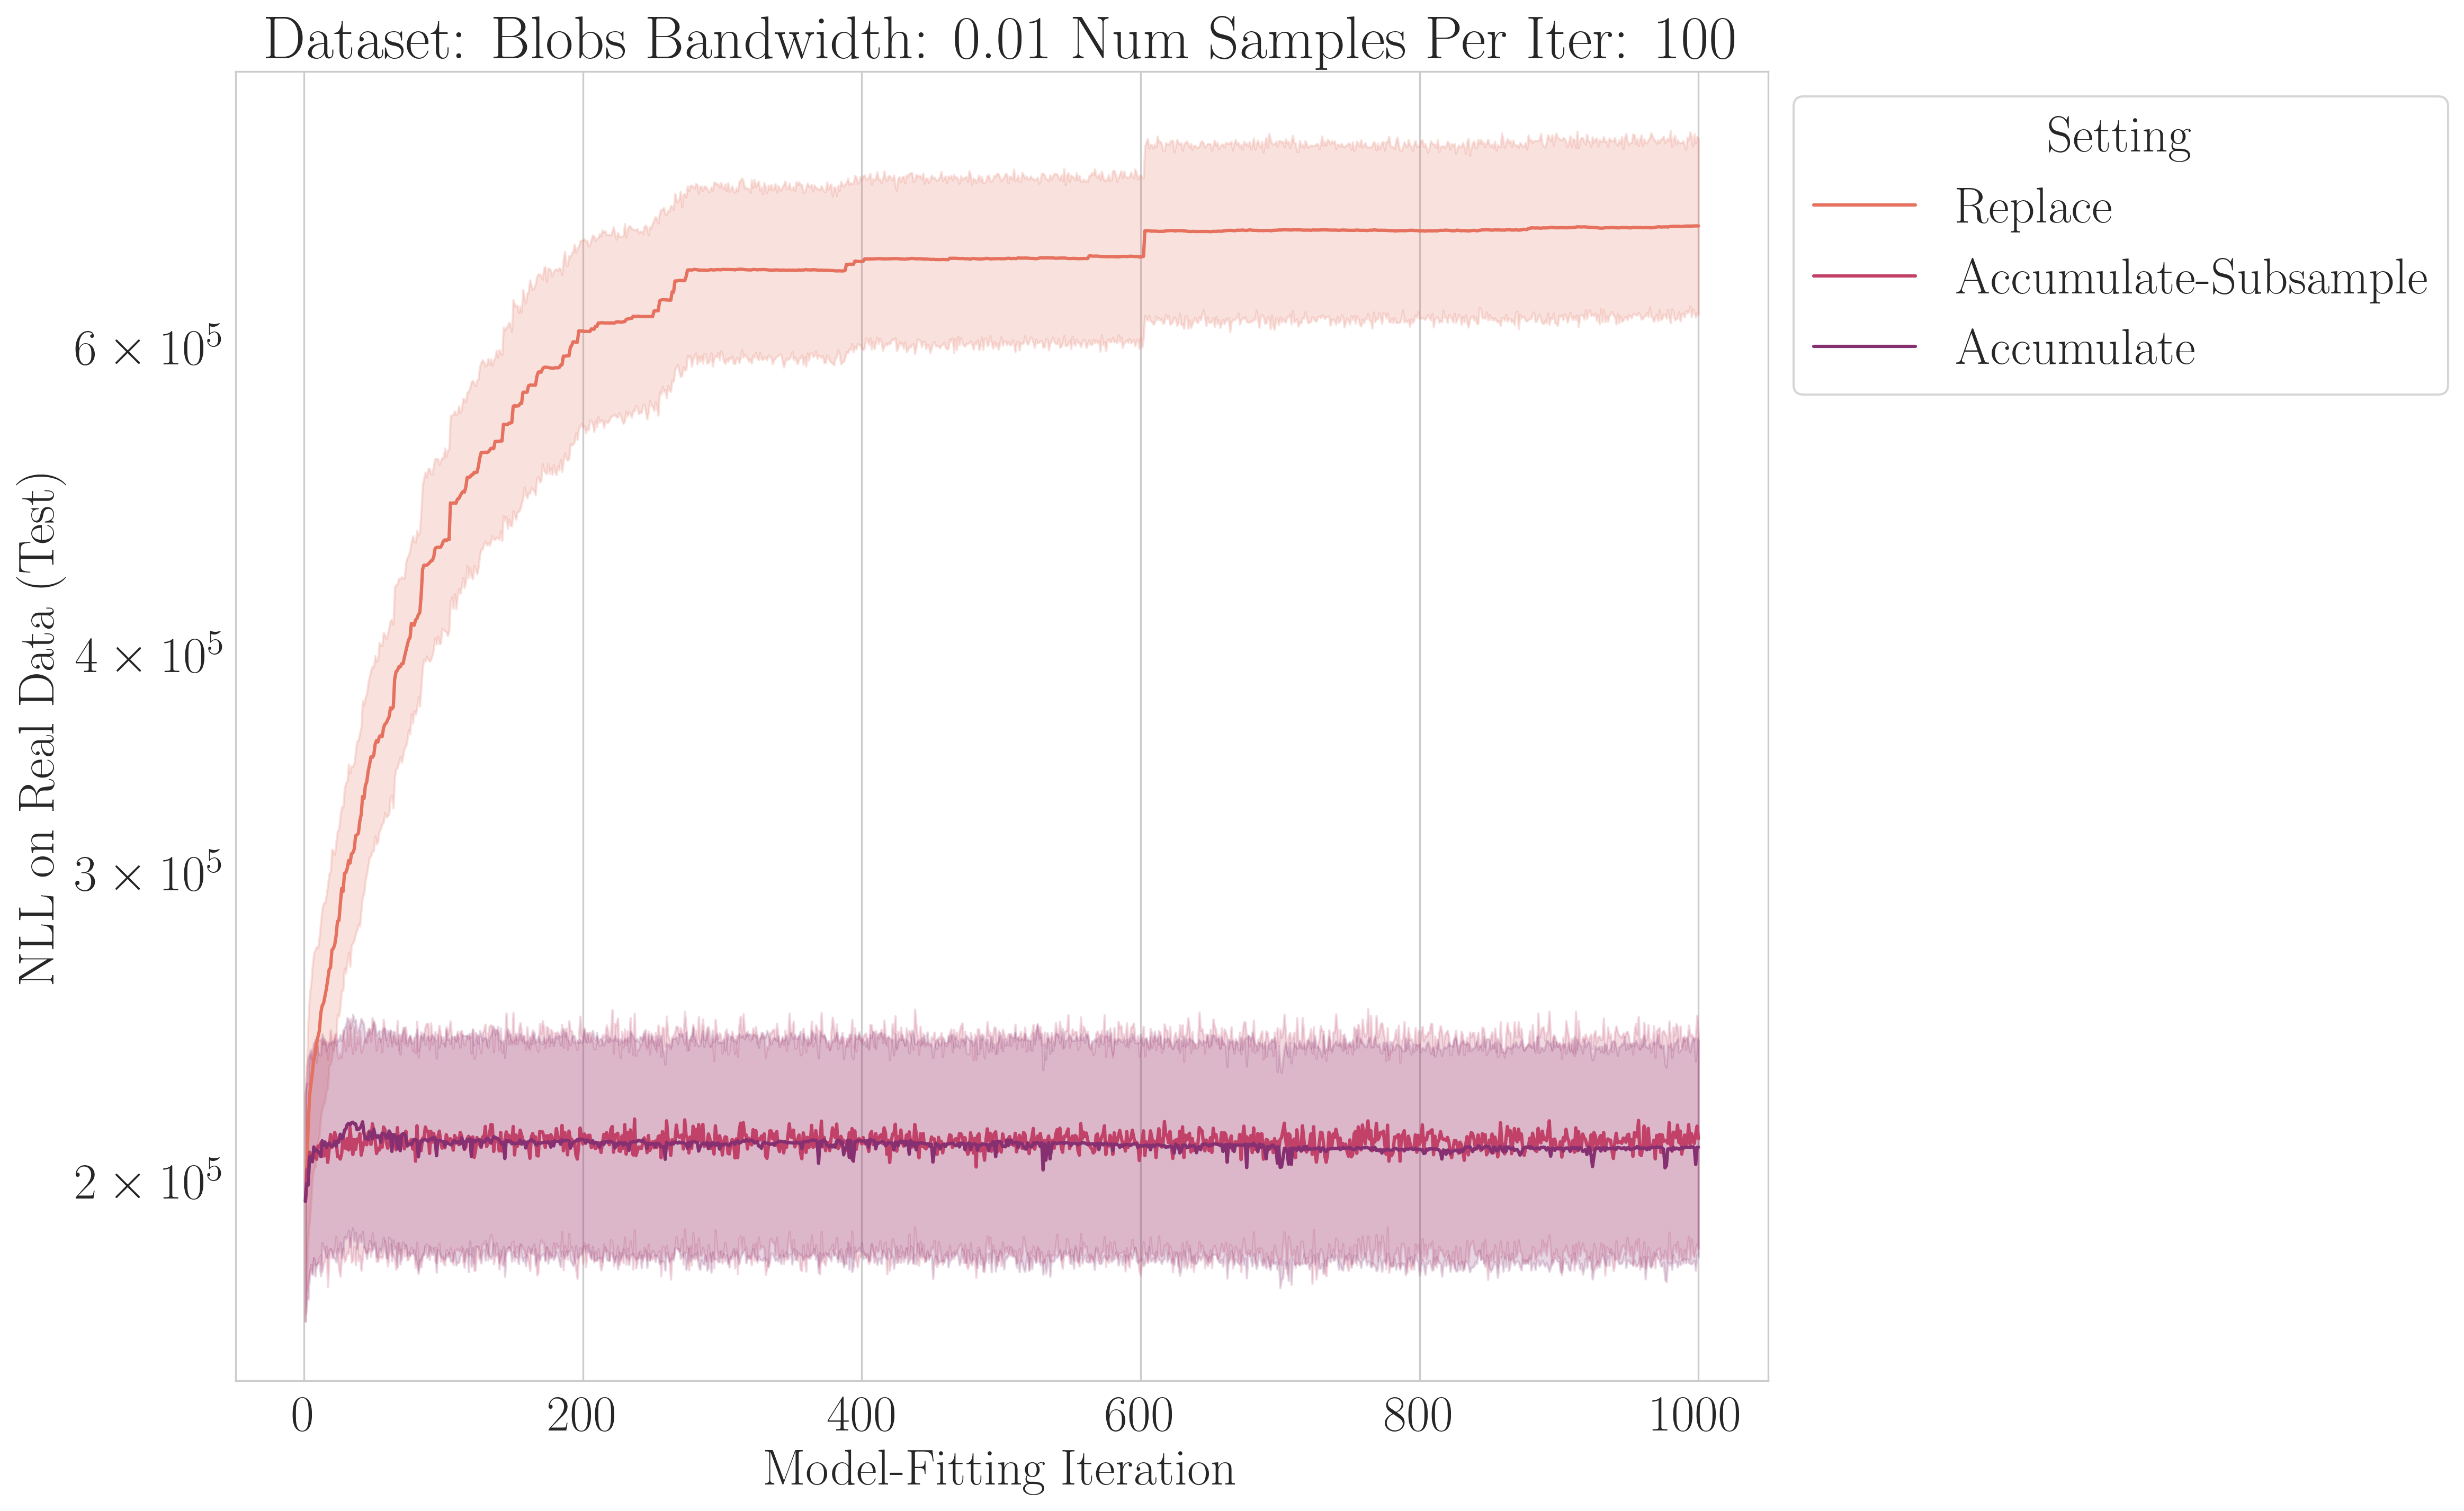 Dataset: Blobs Bandwidth: 0.01 Num Samples Per Iter: 100
NLL on Real Data (Test)
6 × 10^5
4 × 10^5
3 × 10^5
2 × 10^5
0 200 400 600 800 1000
Model-Fitting Iteration
Setting
Replace
Accumulate-Subsample
Accumulate